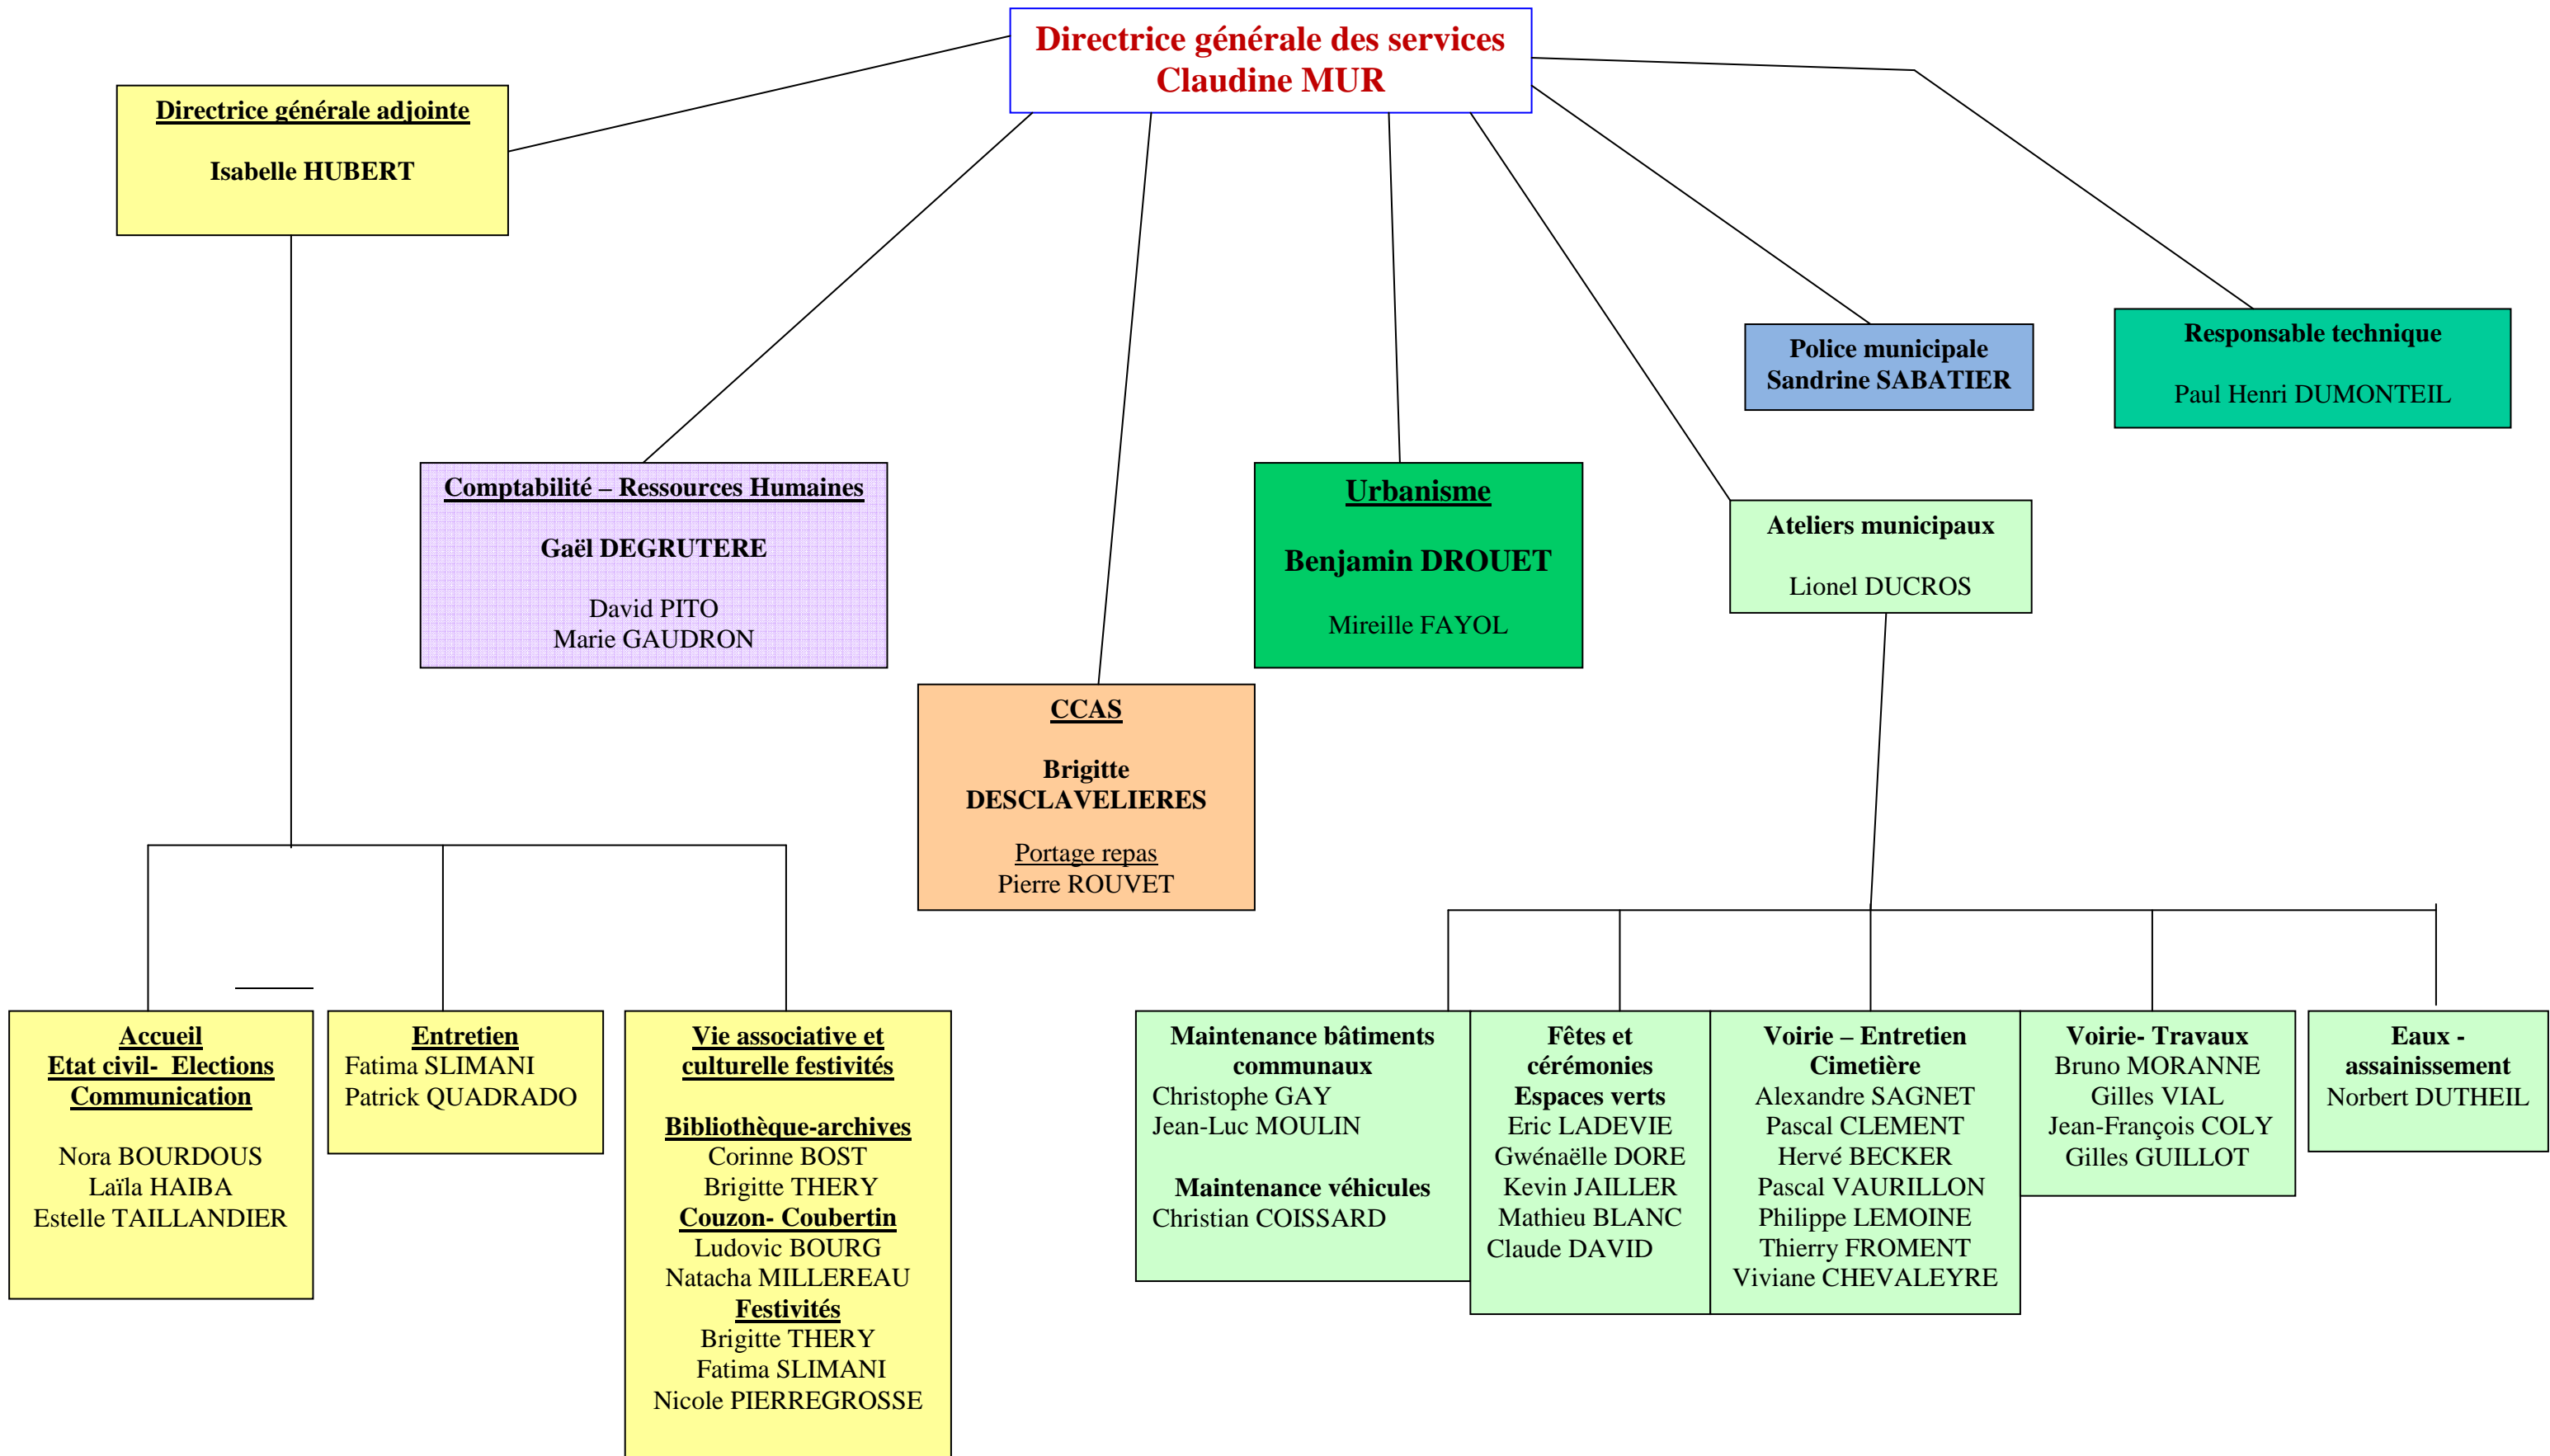 Directrice générale des services
Claudine MUR
Directrice générale adjointe
Isabelle HUBERT
Police municipale
Sandrine SABATIER
Responsable technique
Paul Henri DUMONTEIL
Comptabilité – Ressources Humaines
Gaël DEGRUTERE
David PITO
Marie GAUDRON
Urbanisme
Benjamin DROUET
Mireille FAYOL
Ateliers municipaux
Lionel DUCROS
CCAS
Brigitte
DESCLAVELIERES
Portage repas
Pierre ROUVET
Accueil
Etat civil- Elections
Communication
Nora BOURDOUS
Laïla HAIBA
Estelle TAILLANDIER
Entretien
Fatima SLIMANI
Patrick QUADRADO
Vie associative et
culturelle festivités
Bibliothèque-archives
Corinne BOST
Brigitte THERY
Couzon- Coubertin
Ludovic BOURG
Natacha MILLEREAU
Festivités
Brigitte THERY
Fatima SLIMANI
Nicole PIERREGROSSE
Maintenance bâtiments
communaux
Christophe GAY
Jean-Luc MOULIN
Maintenance véhicules
Christian COISSARD
Fêtes et
cérémonies
Espaces verts
Eric LADEVIE
Gwénaëlle DORE
Kevin JAILLER
Mathieu BLANC
Claude DAVID
Voirie – Entretien
Cimetière
Alexandre SAGNET
Pascal CLEMENT
Hervé BECKER
Pascal VAURILLON
Philippe LEMOINE
Thierry FROMENT
Viviane CHEVALEYRE
Voirie- Travaux
Bruno MORANNE
Gilles VIAL
Jean-François COLY
Gilles GUILLOT
Eaux -
assainissement
Norbert DUTHEIL